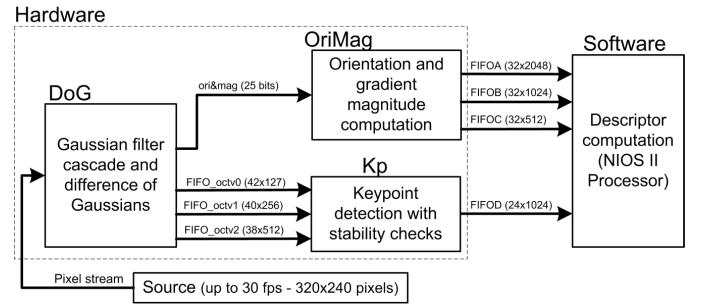 Hardware
OriMag
Software
DoG
ori&mag (25 bits)
Orientation and
gradient
magnitude
computation
FIFOA (32x2048)
FIFOB (32x1024)
FIFOC (32x512)
Gaussian filter
cascade and
difference of
Gaussians
Descriptor
computation
(NIOS II
Processor)
Kp
FIFO_octv0 (42x127)
FIFO_octv1 (40x256)
FIFO_octv2 (38x512)
Keypoint
detection with
stability checks
FIFOD (24x1024)
Pixel stream
Source (up to 30 fps - 320x240 pixels)